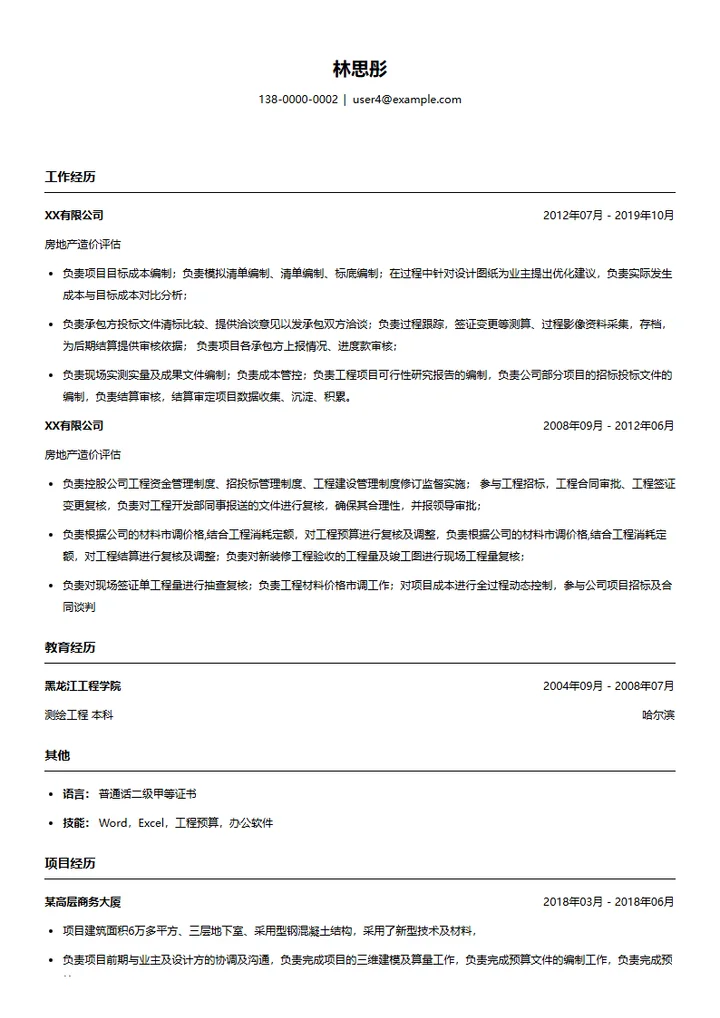 林思彤
138-0000-0002 | user4@example.com
工作经历
XX有限公司 2012年07月 - 2019年10月
房地产造价评估
• 负责项目目标成本编制；负责模拟清单编制、清单编制、标底编制；在过程中针对设计图纸为业主提出优化建议，负责实际发生
成本与目标成本对比分析；
• 负责承包方投标文件清标比较、提供洽谈意见以发承包双方洽谈；负责过程跟踪，签证变更等测算、过程影像资料采集，存档，
为后期结算提供审核依据； 负责项目各承包方上报情况、进度款审核；
• 负责现场实测实量及成果文件编制；负责成本管控；负责工程项目可行性研究报告的编制，负责公司部分项目的招标投标文件的
编制，负责结算审核，结算审定项目数据收集、沉淀、积累。
XX有限公司 2008年09月 - 2012年06月
房地产造价评估
• 负责控股公司工程资金管理制度、招投标管理制度、工程建设管理制度修订监督实施； 参与工程招标，工程合同审批、工程签证
变更复核，负责对工程开发部同事报送的文件进行复核，确保其合理性，并报领导审批；
• 负责根据公司的材料市调价格,结合工程消耗定额，对工程预算进行复核及调整，负责根据公司的材料市调价格,结合工程消耗定
额，对工程结算进行复核及调整；负责对新装修工程验收的工程量及竣工图进行现场工程量复核；
• 负责对现场签证单工程量进行抽查复核；负责工程材料价格市调工作；对项目成本进行全过程动态控制，参与公司项目招标及合
同谈判
教育经历
黑龙江工程学院 2004年09月 - 2008年07月
测绘工程 本科 哈尔滨
其他
• 语言： 普通话二级甲等证书
• 技能： Word，Excel，工程预算，办公软件
项目经历
某高层商务大厦 2018年03月 - 2018年06月
• 项目建筑面积6万多平方、三层地下室、采用型钢混凝土结构，采用了新型技术及材料，
• 负责项目前期与业主及设计方的协调及沟通，负责完成项目的三维建模及算量工作，负责完成预算文件的编制工作，负责完成预